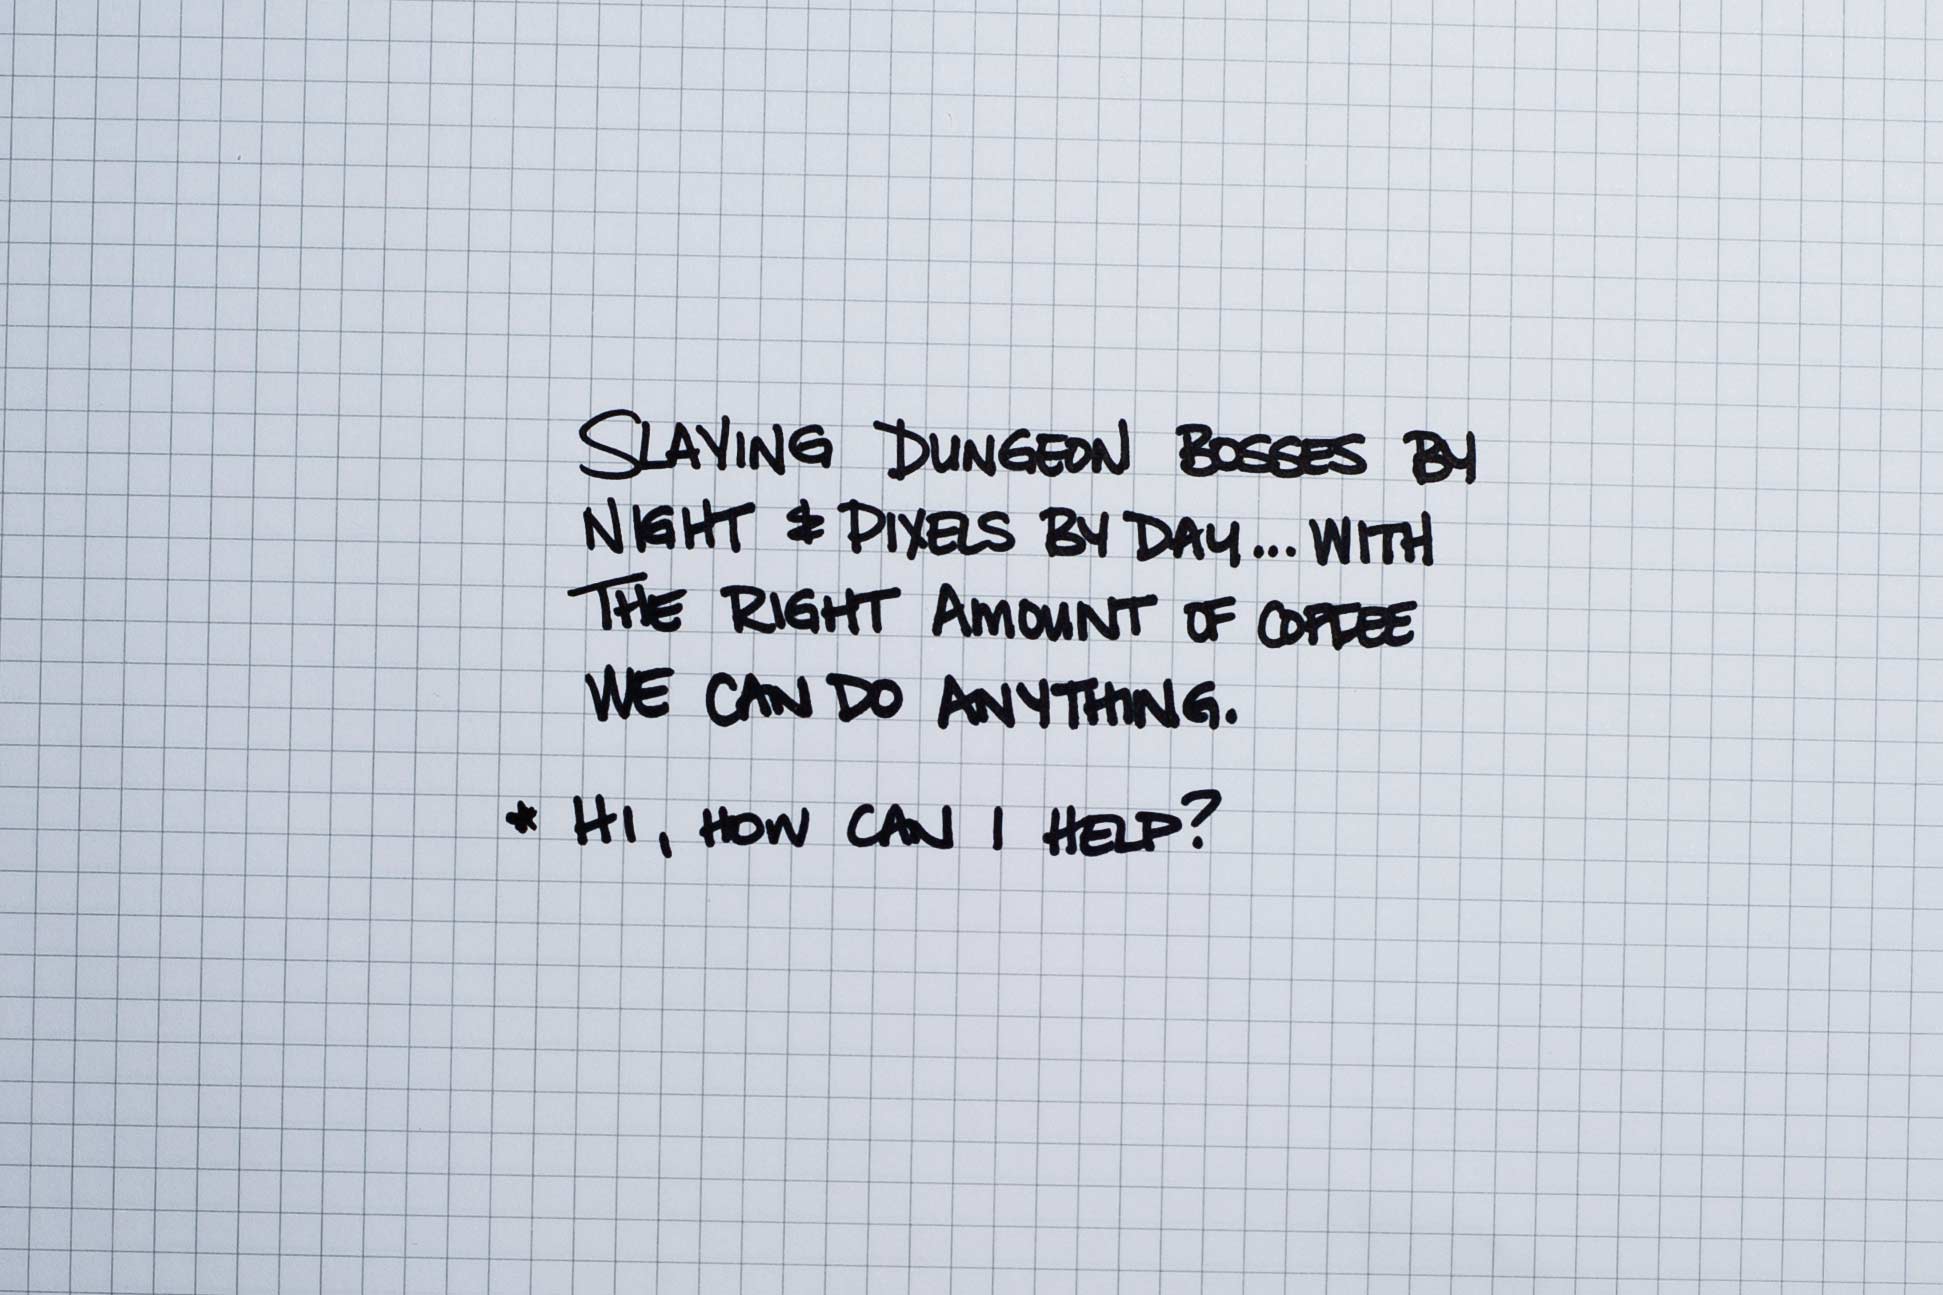 SLAYING DUNGEON BOSSES BY
NIGHT & PIXELS BY DAY... WITH
THE RIGHT AMOUNT OF COFFEE
WE CAN DO ANYTHING.
* HI, HOW CAN I HELP?